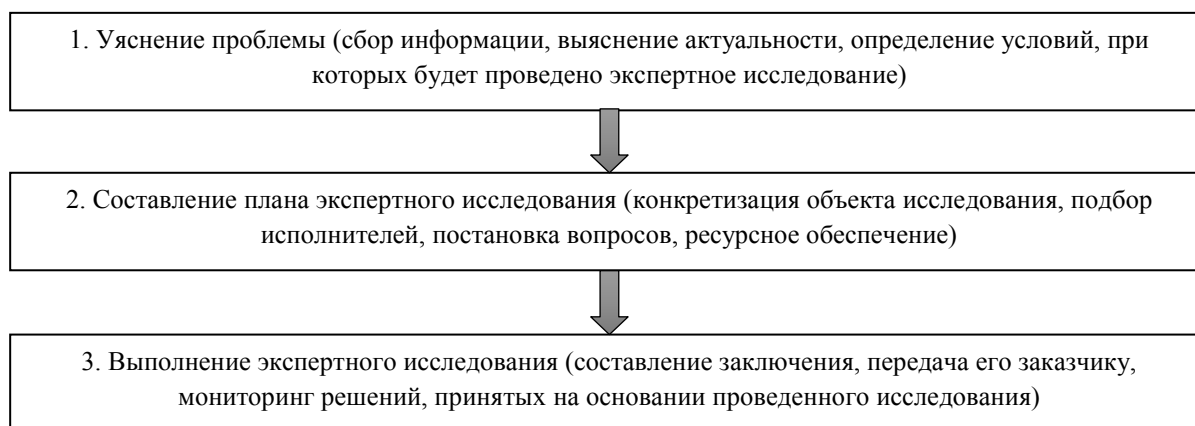 1. Уяснение проблемы (сбор информации, выяснение актуальности, определение условий, при
которых будет проведено экспертное исследование)
2. Составление плана экспертного исследования (конкретизация объекта исследования, подбор
исполнителей, постановка вопросов, ресурсное обеспечение)
3. Выполнение экспертного исследования (составление заключения, передача его заказчику,
мониторинг решений, принятых на основании проведенного исследования)